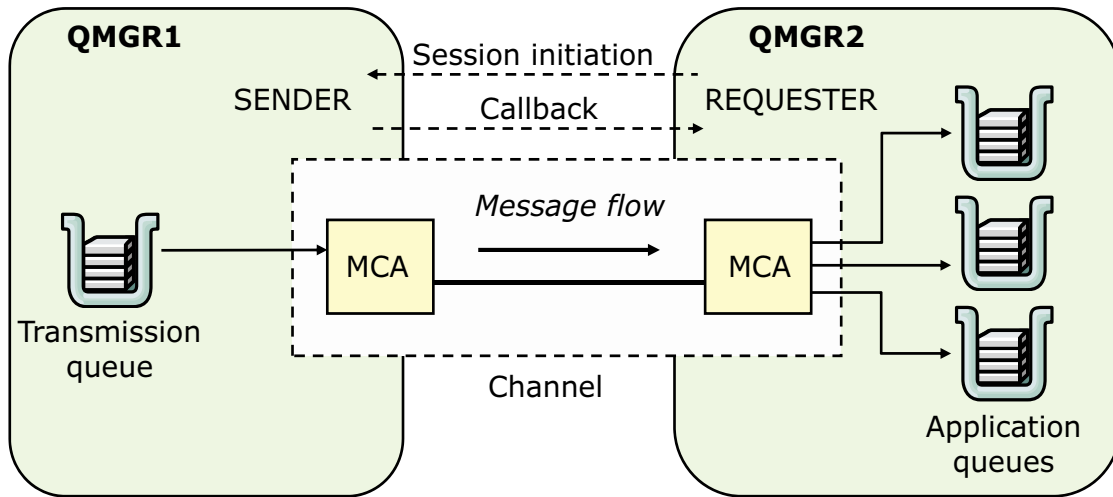 QMGR1
QMGR2
Session initiation
SENDER
REQUESTER
Callback
Message flow
MCA
MCA
Transmission
queue
Channel
Application
queues